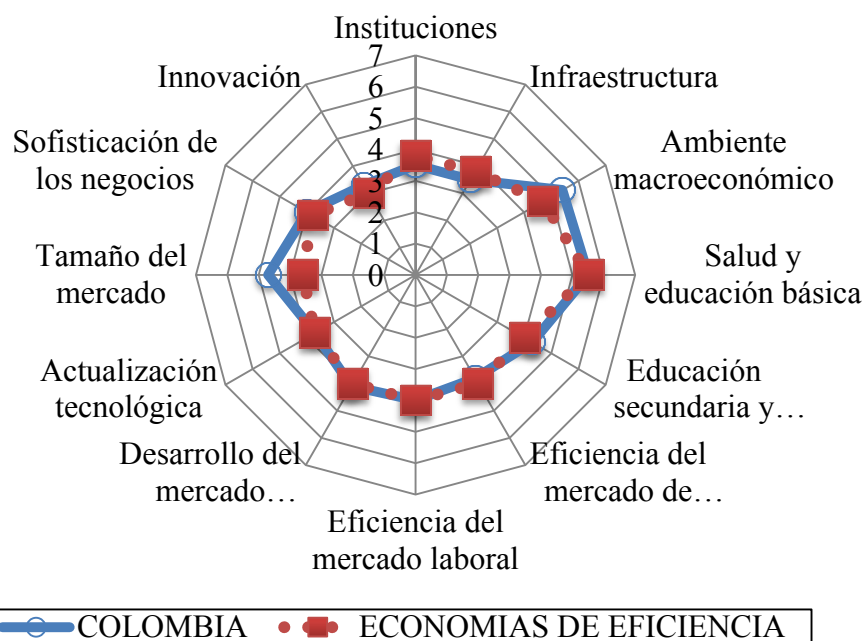 Instituciones
Infraestructura
Ambiente
macroeconómico
Salud y
educación básica
Educación
secundaria y…
Eficiencia del
mercado de…
Eficiencia del
mercado laboral
Desarrollo del
mercado…
Actualización
tecnológica
Tamaño del
mercado
Sofisticación de
los negocios
Innovación
7
6
5
4
3
2
1
0
COLOMBIA
ECONOMIAS DE EFICIENCIA